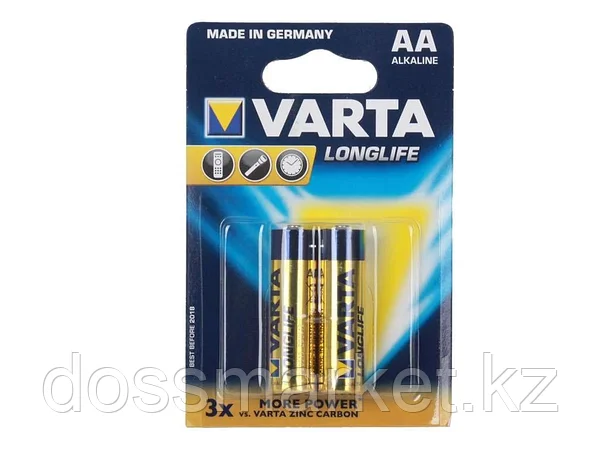 MADE IN GERMANY
AA
ALKALINE
VARTA
LONGLIFE
VARTA
LONGLIFE
VARTA
LONGLIFE
BEST BEFORE 2018
3x MORE POWER
vs. VARTA ZINC CARBON
dossmarket.satu.kz